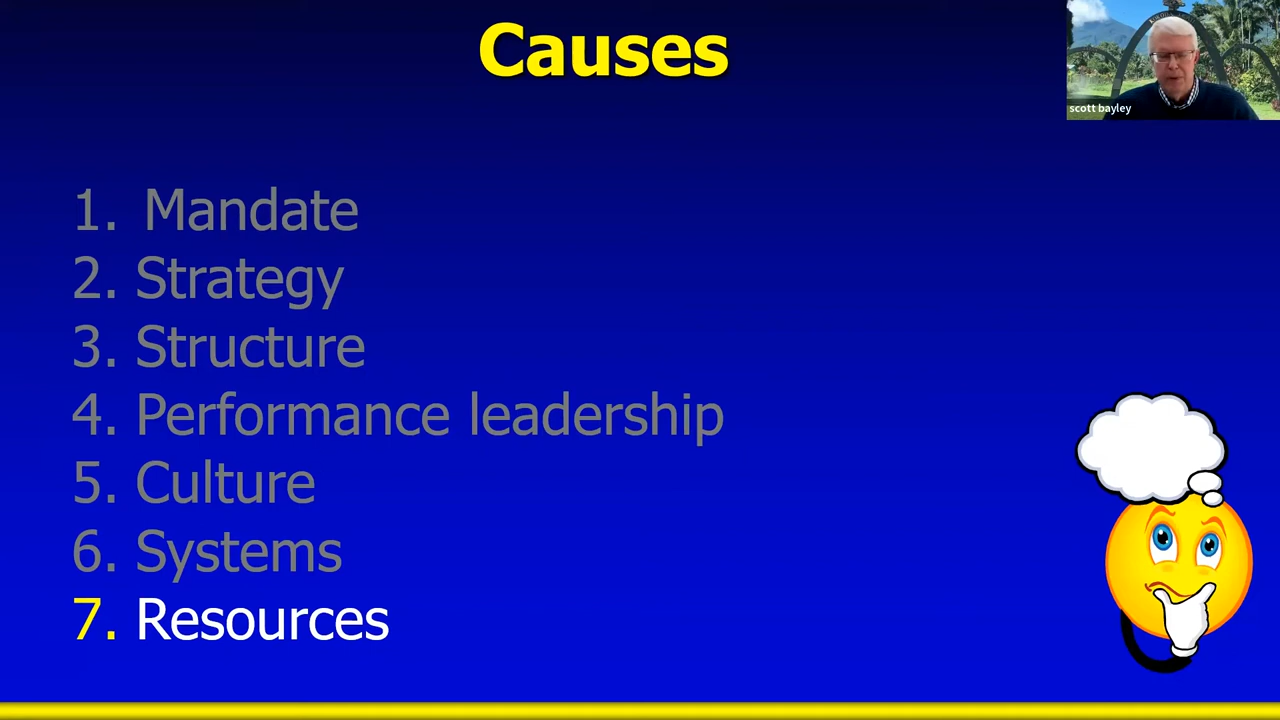 Causes
scott bayley
1. Mandate
2. Strategy
3. Structure
4. Performance leadership
5. Culture
6. Systems
7. Resources